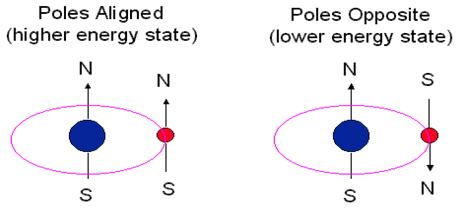 Poles Aligned
(higher energy state)
N
N
S
S
Poles Opposite
(lower energy state)
N
S
S
N